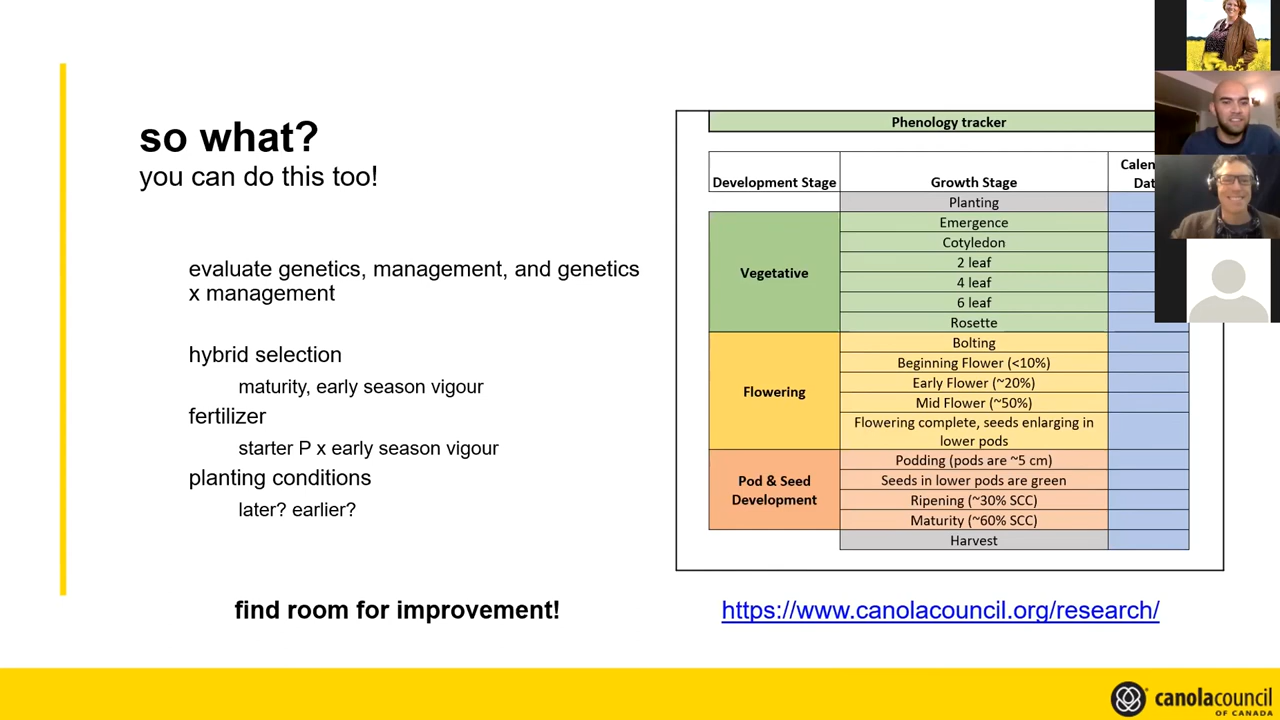 so what?
you can do this too!
evaluate genetics, management, and genetics
x management
hybrid selection
maturity, early season vigour
fertilizer
starter P x early season vigour
planting conditions
later? earlier?
find room for improvement!
Phenology tracker
Development Stage
Growth Stage
Calen
Dat
Planting
Vegetative
Emergence
Cotyledon
2 leaf
4 leaf
6 leaf
Rosette
Flowering
Bolting
Beginning Flower (<10%)
Early Flower (~20%)
Mid Flower (~50%)
Flowering complete, seeds enlarging in
lower pods
Pod & Seed
Development
Podding (pods are ~5 cm)
Seeds in lower pods are green
Ripening (~30% SCC)
Maturity (~60% SCC)
Harvest
https://www.canolacouncil.org/research/
canolacouncil
OF CANADA